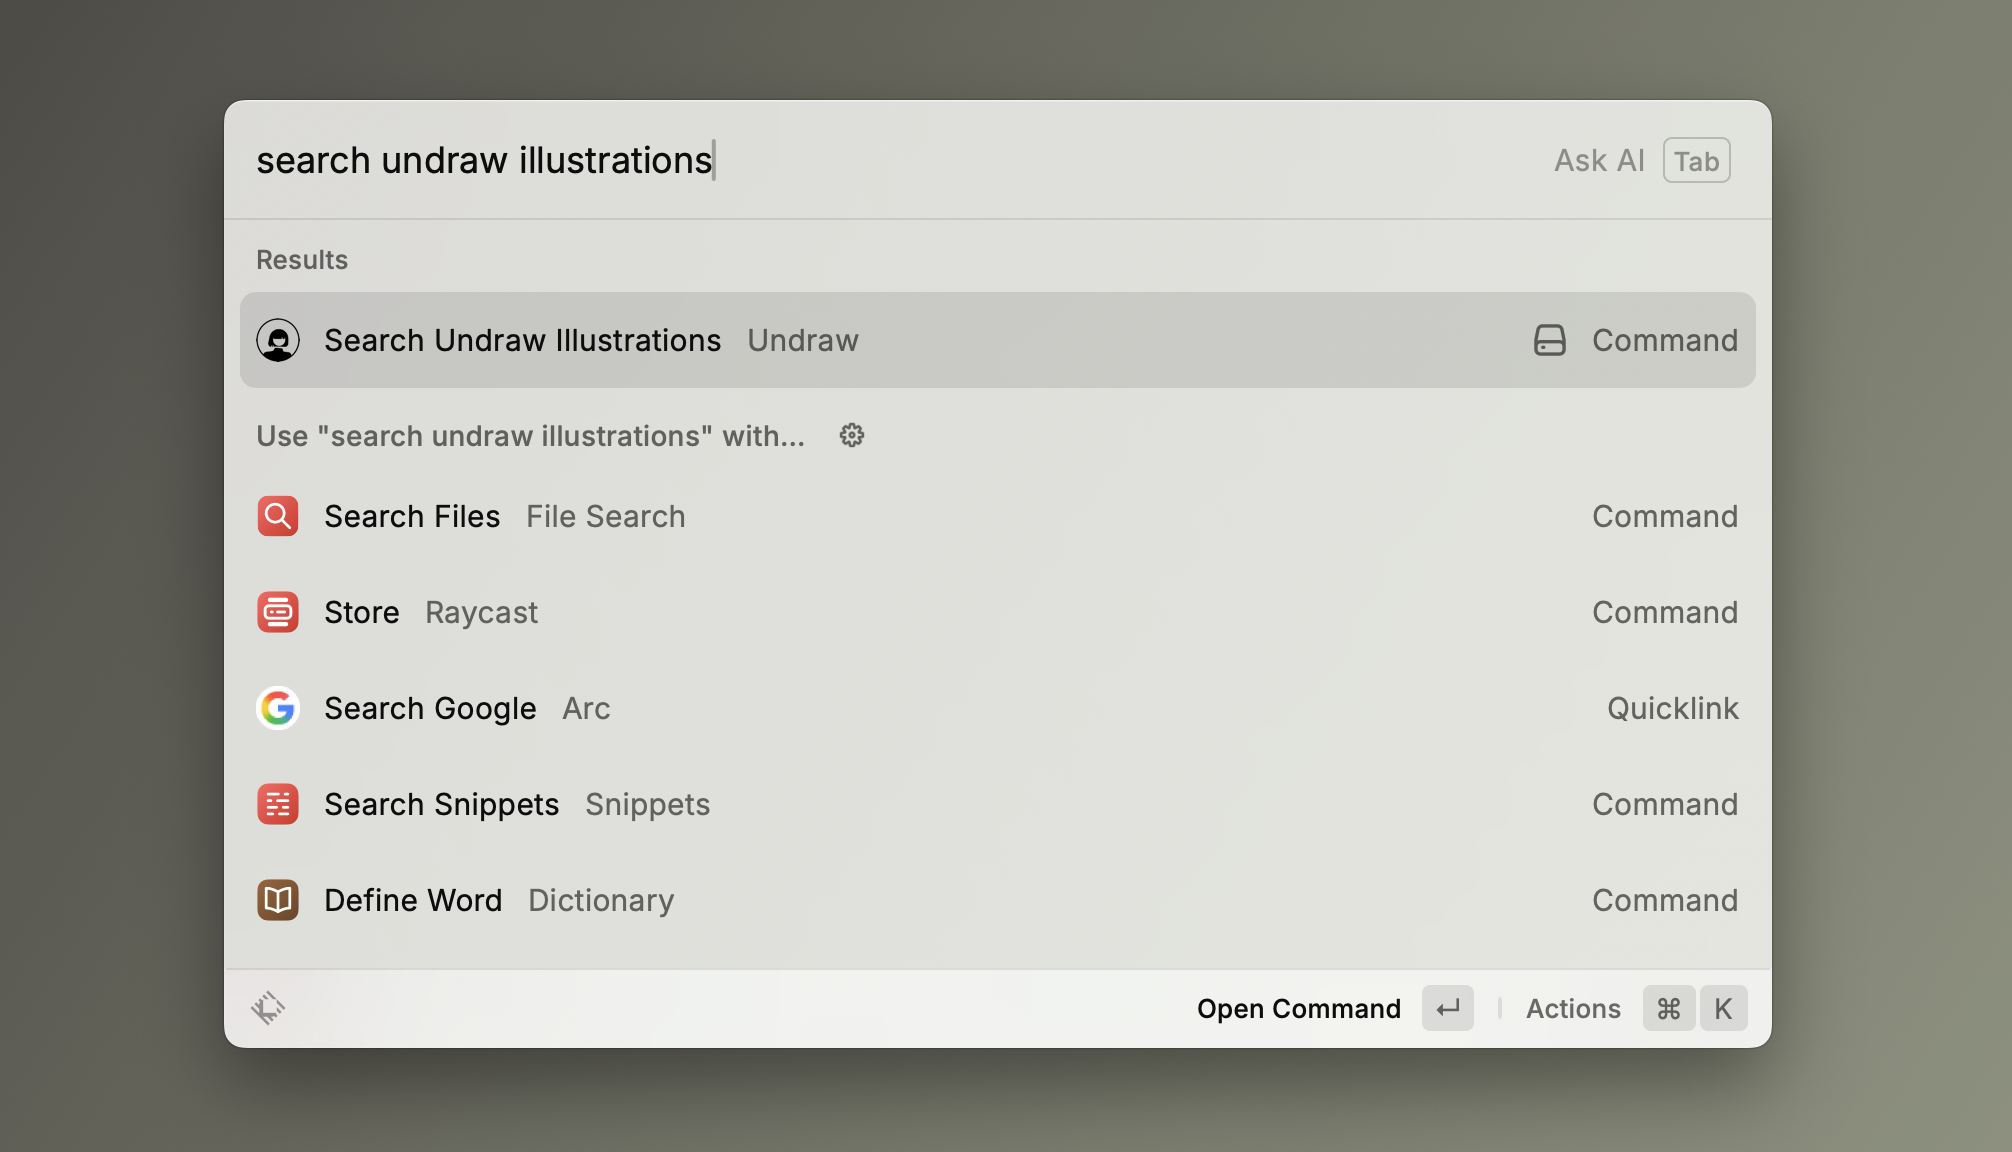 search undraw illustrations Ask AI Tab
Results
Search Undraw Illustrations Undraw Command
Use "search undraw illustrations" with...
Search Files File Search Command
Store Raycast Command
Search Google Arc Quicklink
Search Snippets Snippets Command
Define Word Dictionary Command
Open Command ↵ Actions ⌘ K